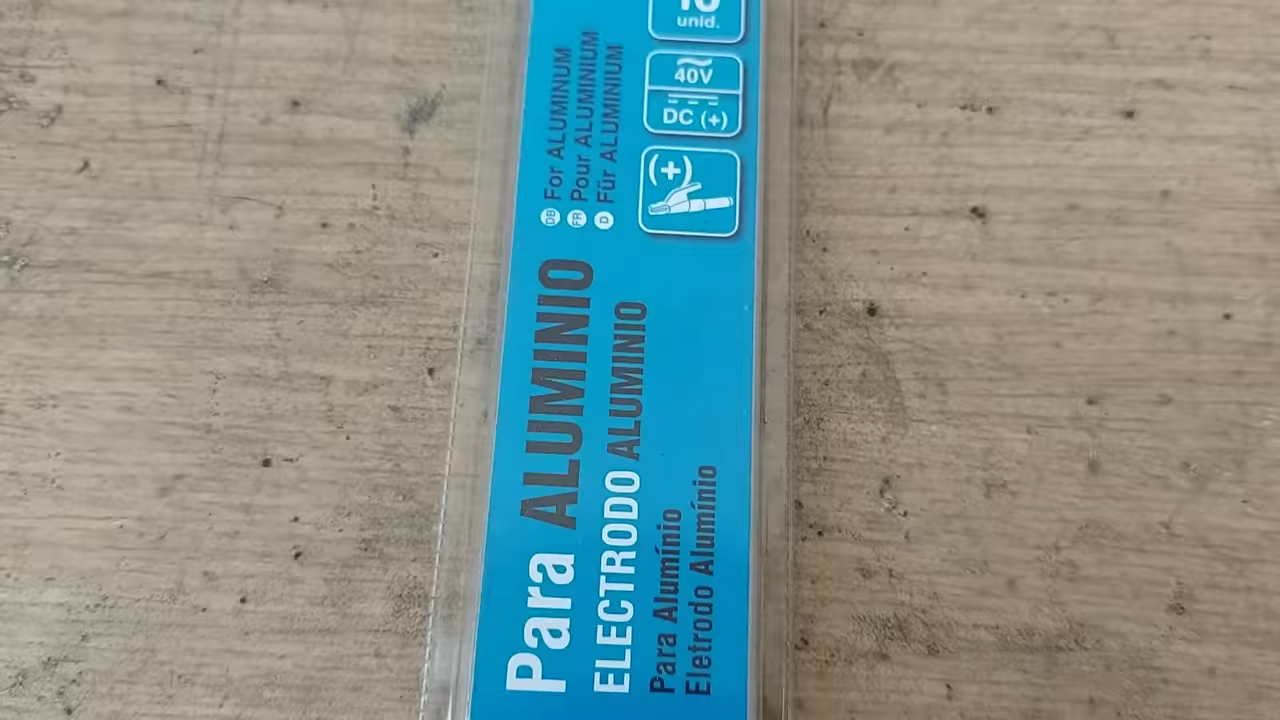 Para ALUMINIO
ELECTRODO ALUMINIO
Para Alumínio
Eletrodo Alumínio
GB For ALUMINUM
FR Pour ALUMINIUM
D Für ALUMINIUM
unid.
40V
DC (+)
(+)